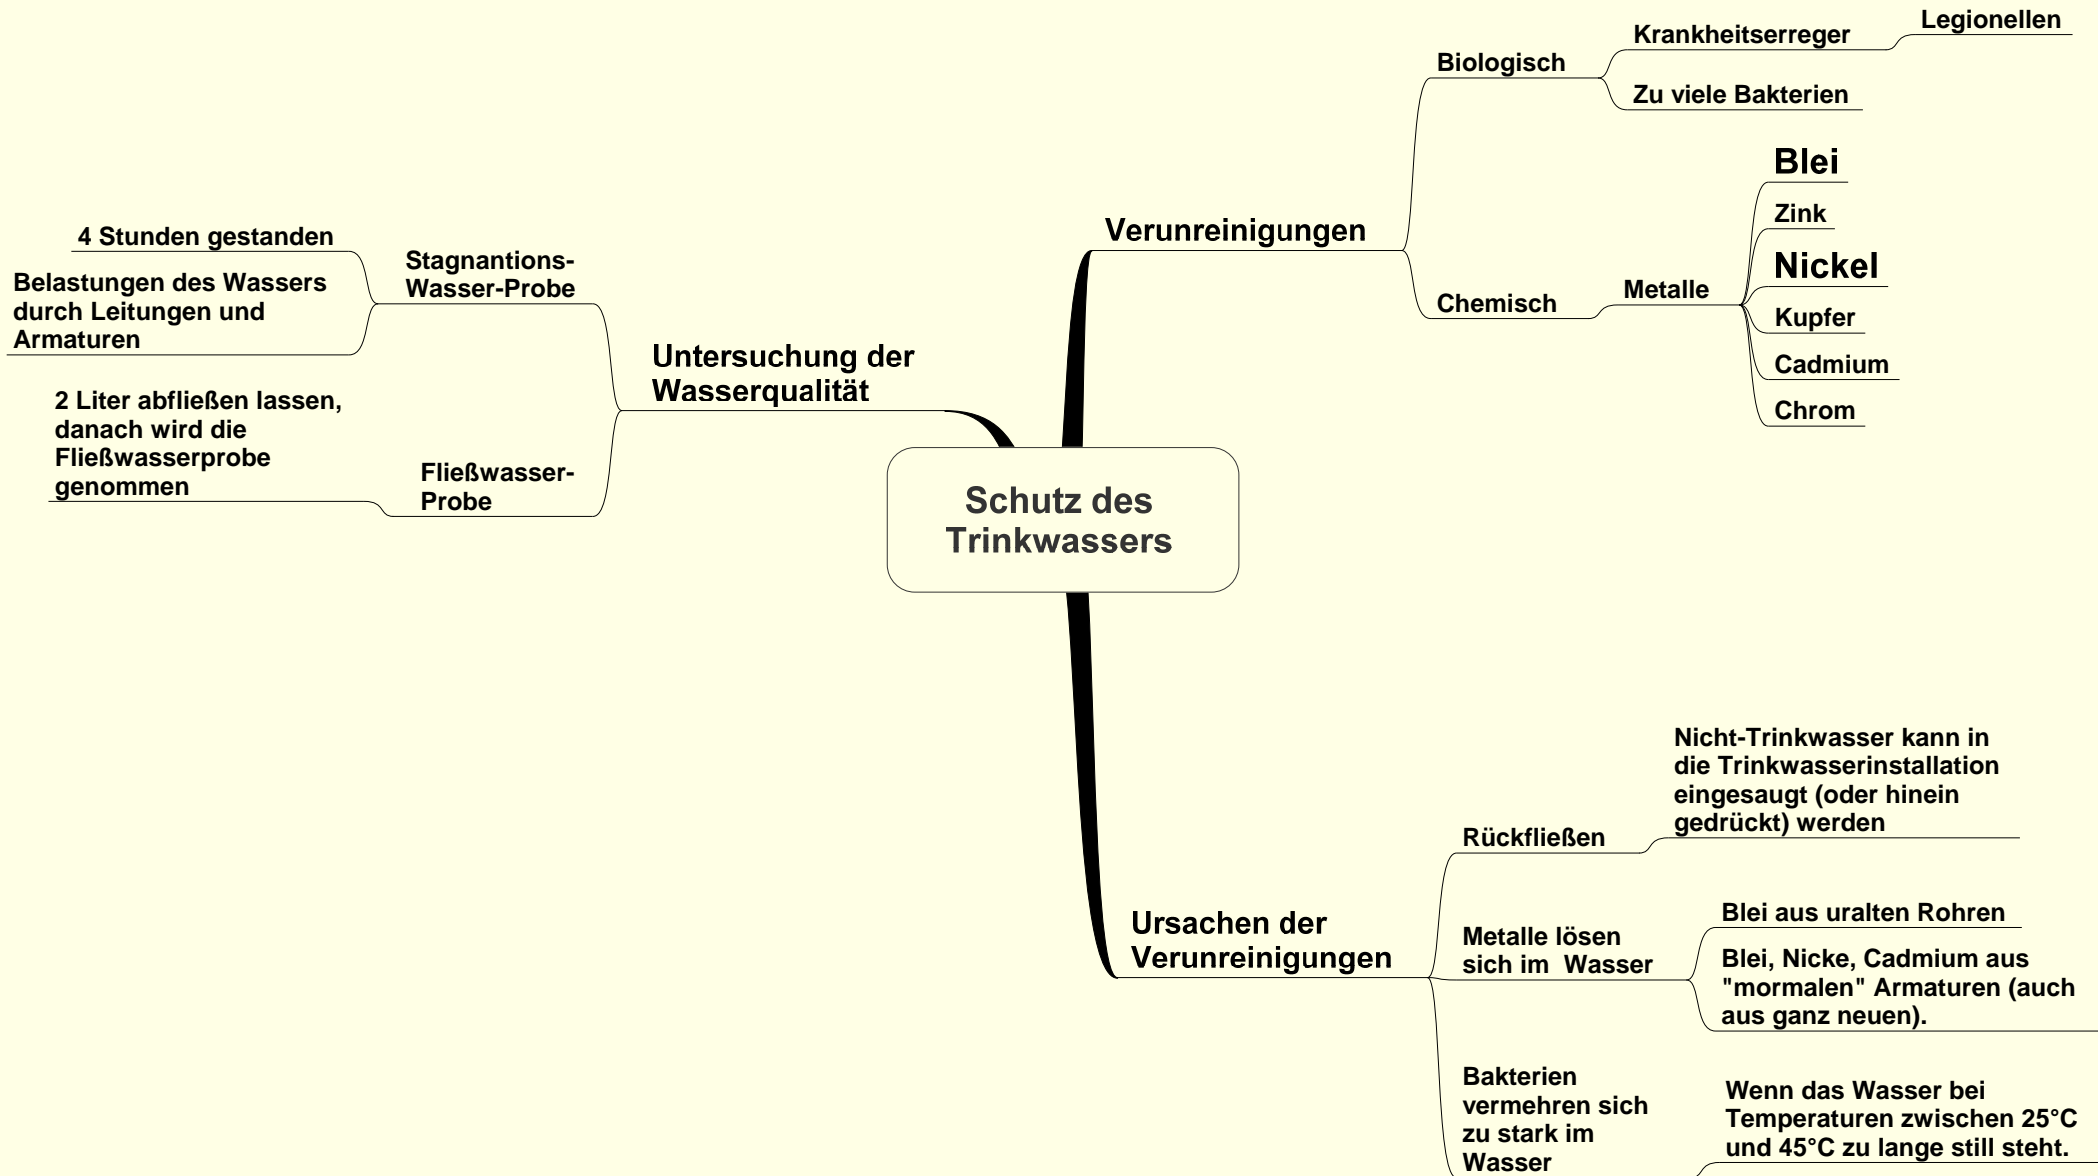 Schutz des
Trinkwassers
Verunreinigungen
Biologisch
Krankheitserreger
Legionellen
Zu viele Bakterien
Chemisch
Metalle
Blei
Zink
Nickel
Kupfer
Cadmium
Chrom
Untersuchung der
Wasserqualität
Stagnantions-
Wasser-Probe
4 Stunden gestanden
Belastungen des Wassers
durch Leitungen und
Armaturen
Fließwasser-
Probe
2 Liter abfließen lassen,
danach wird die
Fließwasserprobe
genommen
Ursachen der
Verunreinigungen
Rückfließen
Nicht-Trinkwasser kann in
die Trinkwasserinstallation
eingesaugt (oder hinein
gedrückt) werden
Metalle lösen
sich im  Wasser
Blei aus uralten Rohren
Blei, Nicke, Cadmium aus
"mormalen" Armaturen (auch
aus ganz neuen).
Bakterien
vermehren sich
zu stark im
Wasser
Wenn das Wasser bei
Temperaturen zwischen 25°C
und 45°C zu lange still steht.